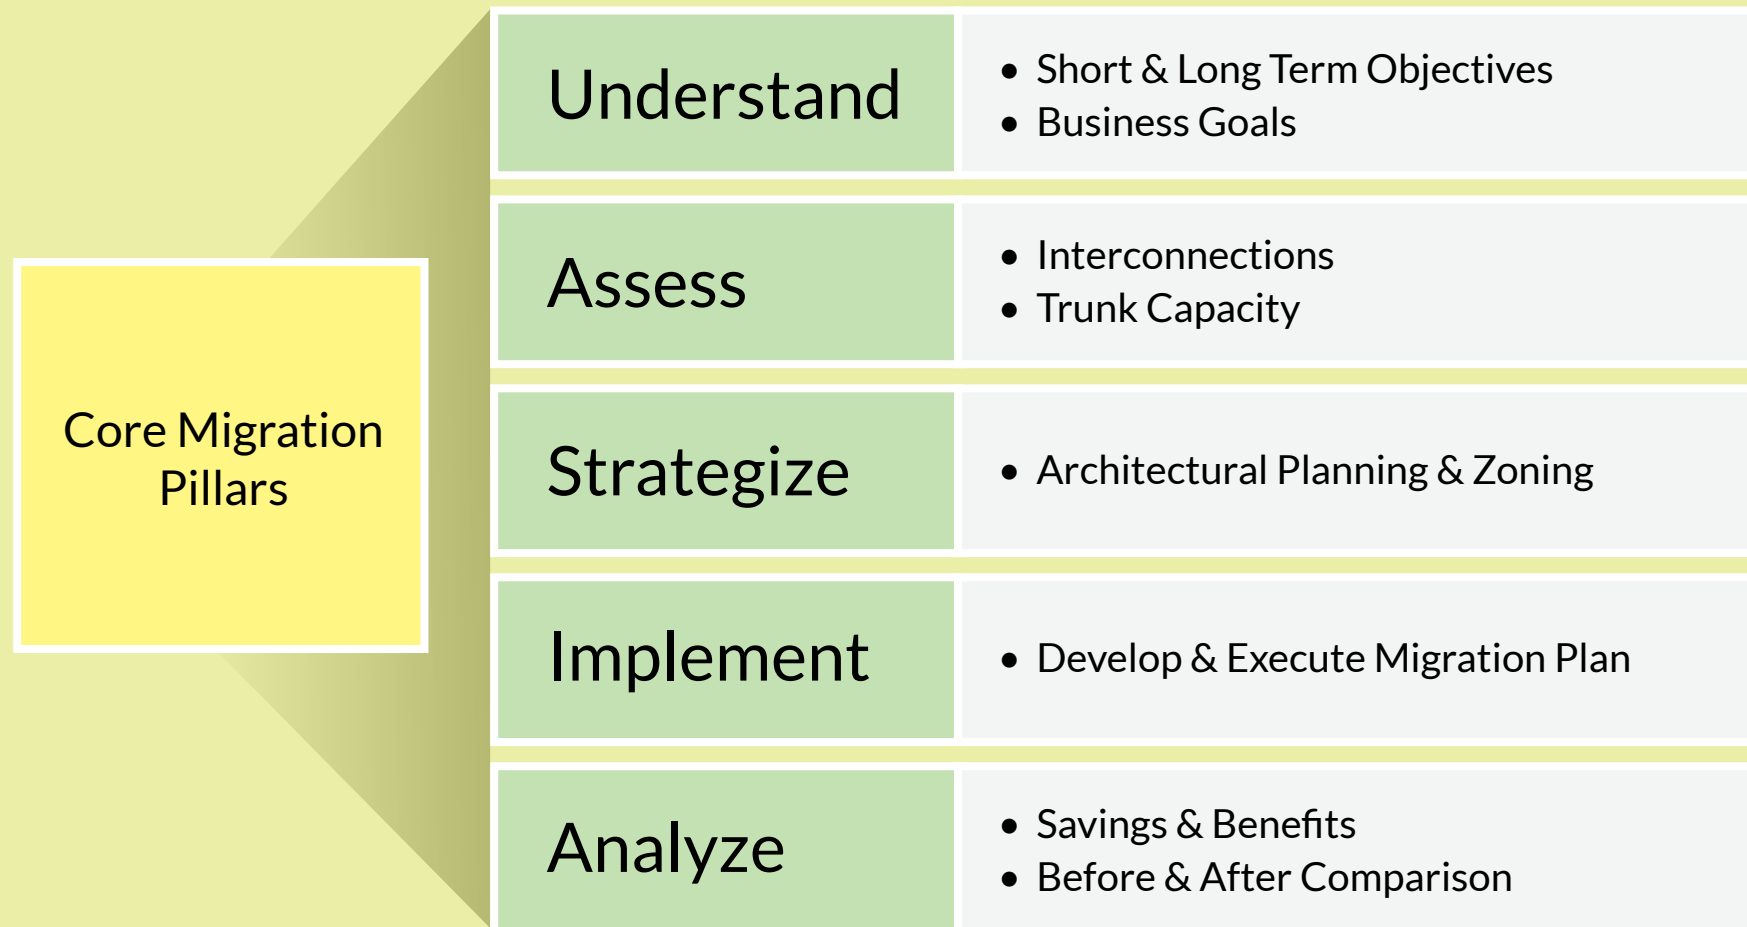 Core Migration
Pillars
Understand
• Short & Long Term Objectives
• Business Goals
Assess
• Interconnections
• Trunk Capacity
Strategize
• Architectural Planning & Zoning
Implement
• Develop & Execute Migration Plan
Analyze
• Savings & Benefits
• Before & After Comparison